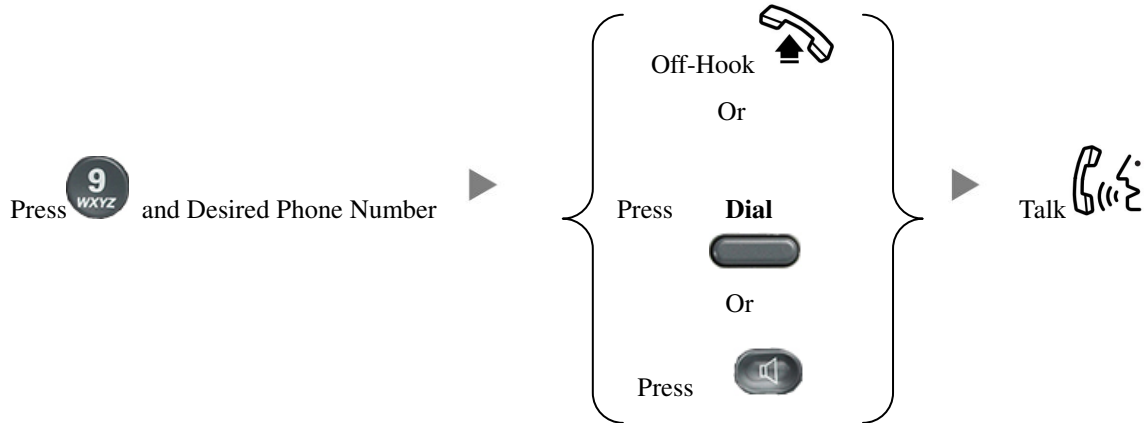 Press 9 WXYZ and Desired Phone Number
Off-Hook
Or
Press Dial
Or
Press
Talk